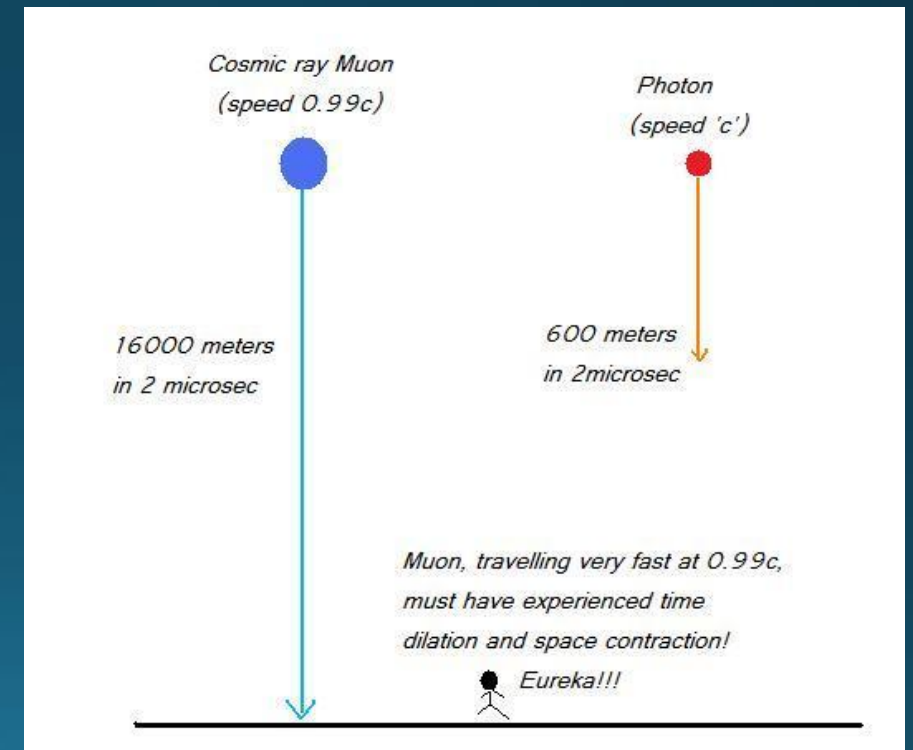 Cosmic ray Muon
(speed 0.99c)
Photon
(speed 'c')
16000 meters
in 2 microsec
600 meters
in 2microsec
Muon, travelling very fast at 0.99c,
must have experienced time
dilation and space contraction!
Eureka!!!